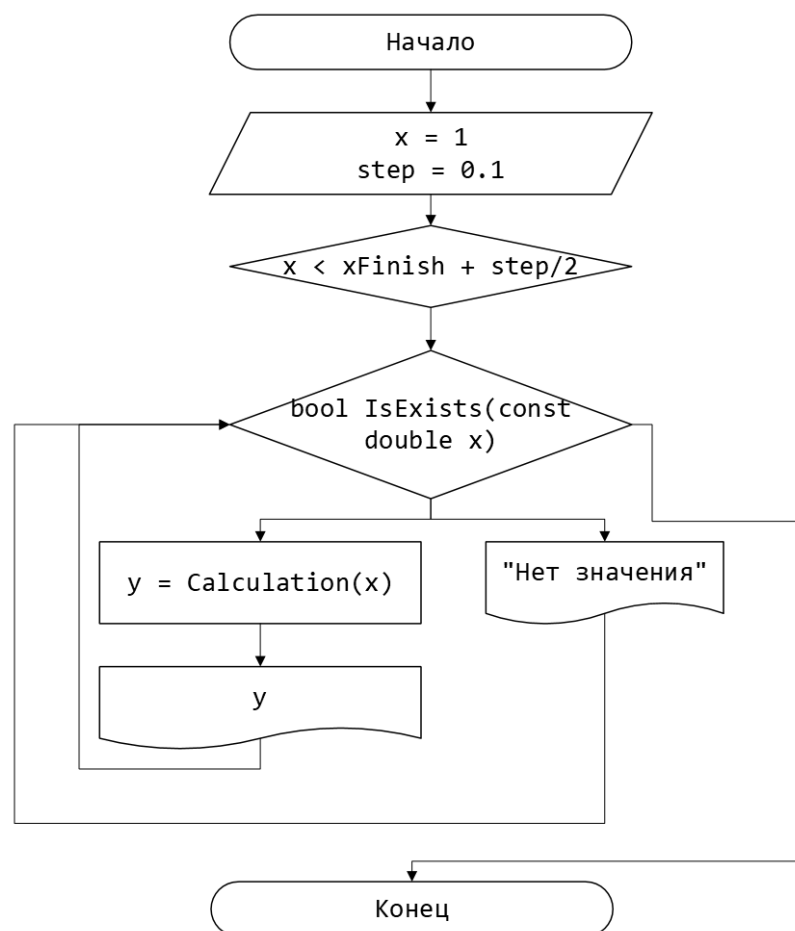 Начало
x = 1
step = 0.1
x < xFinish + step/2
bool IsExists(const
double x)
y = Calculation(x)
"Нет значения"
y
Конец